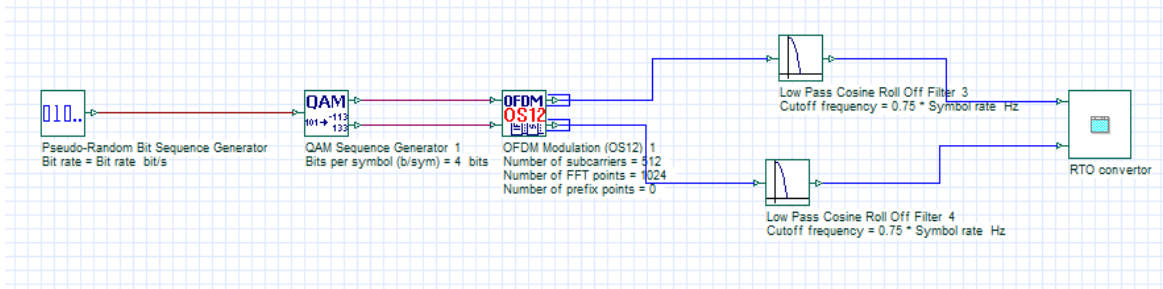 010..
Pseudo-Random Bit Sequence Generator
Bit rate = Bit rate bit/s
QAM
101→ -113
133
QAM Sequence Generator 1
Bits per symbol (b/sym) = 4 bits
OFDM
OS12
OFDM Modulation (OS12) 1
Number of subcarriers = 512
Number of FFT points = 1024
Number of prefix points = 0
Low Pass Cosine Roll Off Filter 3
Cutoff frequency = 0.75 * Symbol rate Hz
Low Pass Cosine Roll Off Filter 4
Cutoff frequency = 0.75 * Symbol rate Hz
RTO convertor